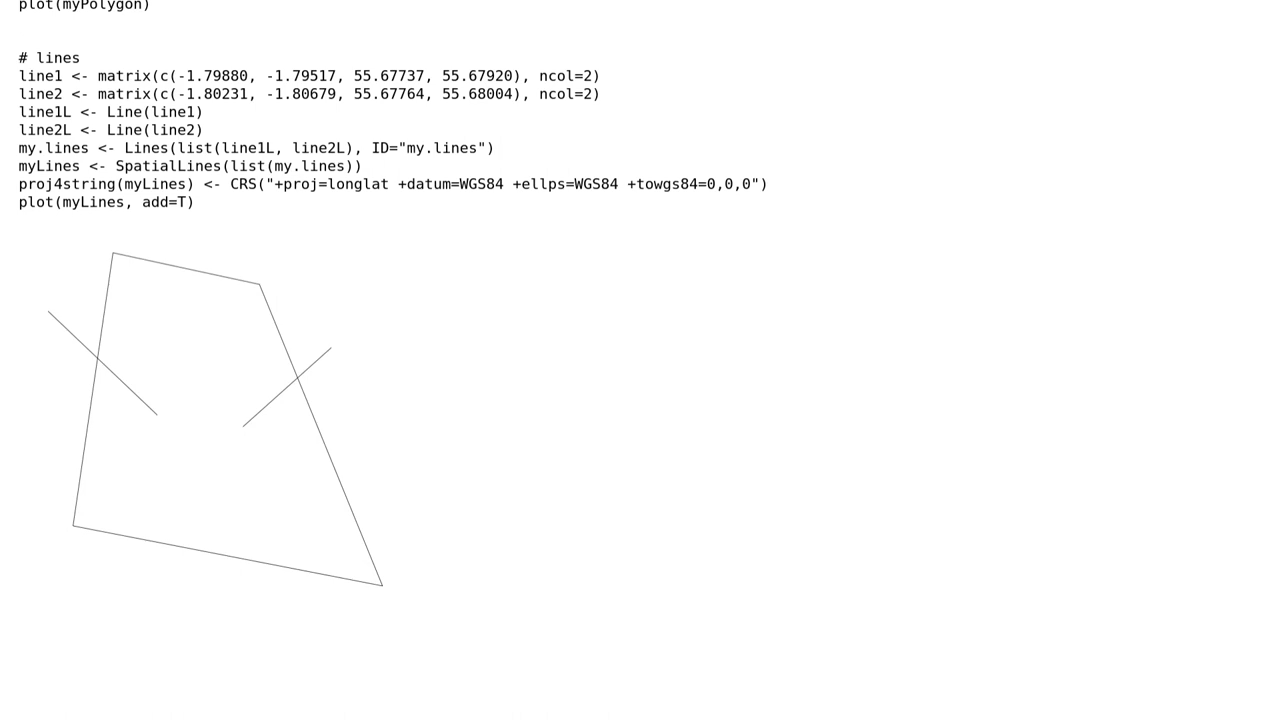 plot(myPolygon)
# lines
line1 <- matrix(c(-1.79880, -1.79517, 55.67737, 55.67920), ncol=2)
line2 <- matrix(c(-1.80231, -1.80679, 55.67764, 55.68004), ncol=2)
line1L <- Line(line1)
line2L <- Line(line2)
my.lines <- Lines(list(line1L, line2L), ID="my.lines")
myLines <- SpatialLines(list(my.lines))
proj4string(myLines) <- CRS("+proj=longlat +datum=WGS84 +ellps=WGS84 +towgs84=0,0,0")
plot(myLines, add=T)